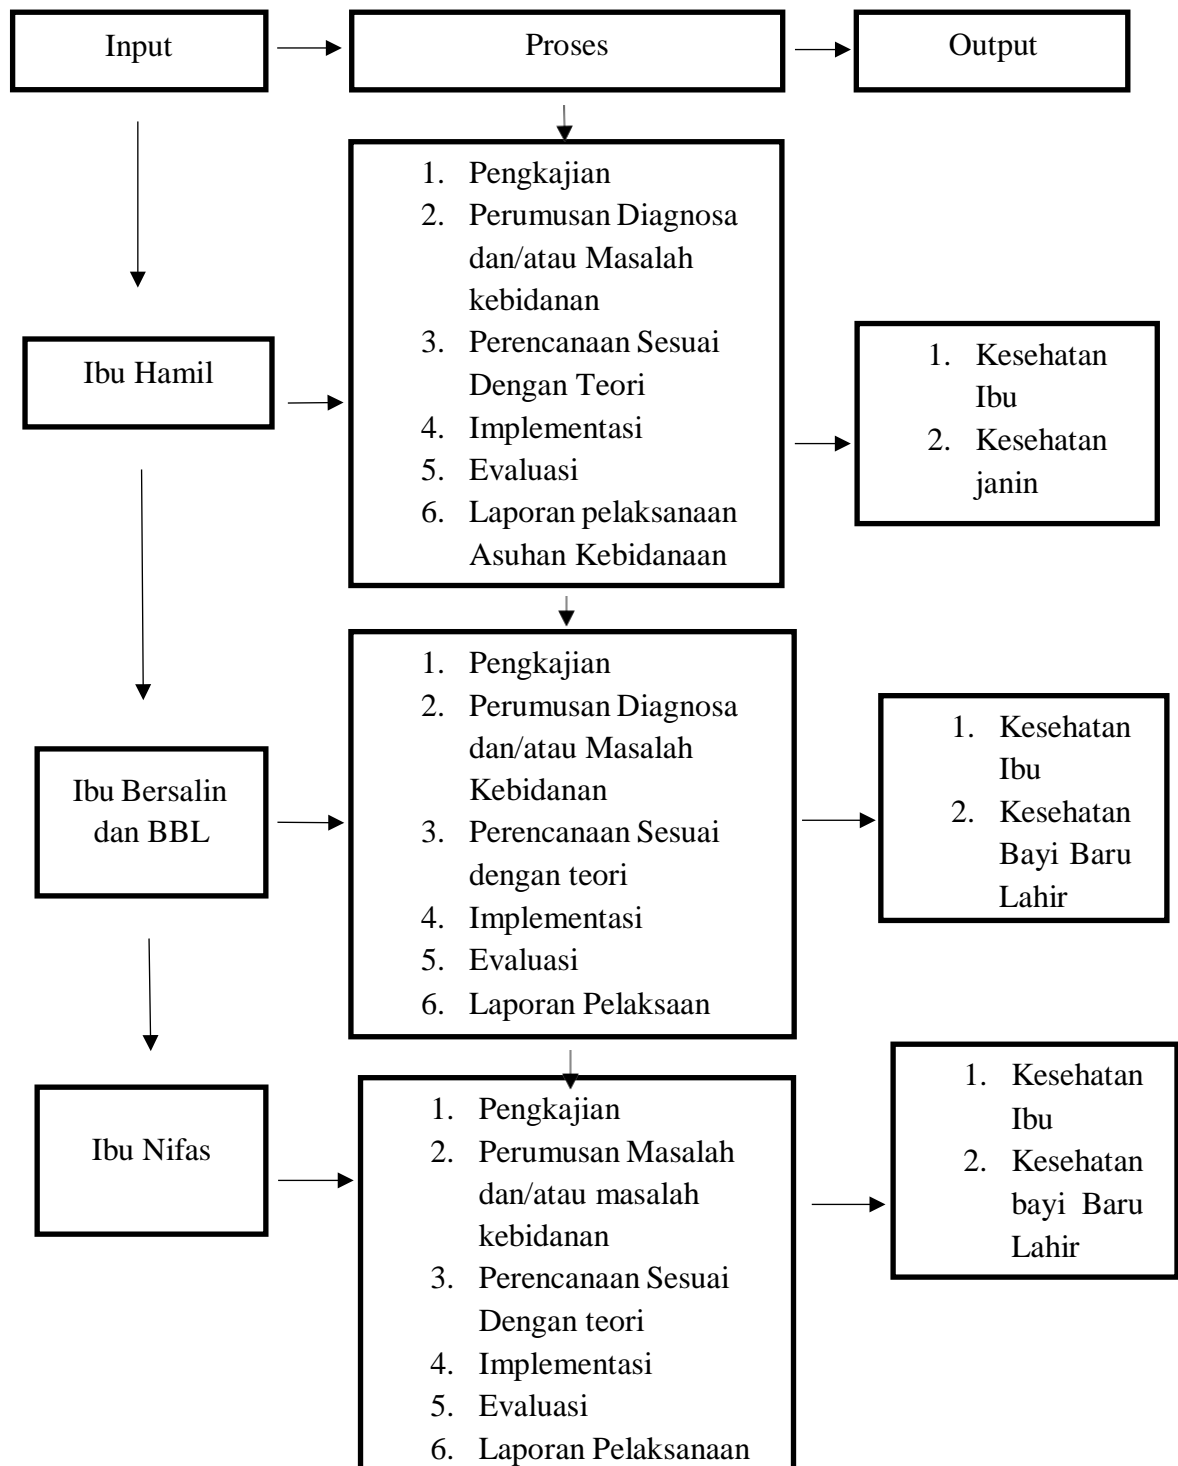 Input
Proses
Output
1. Pengkajian
2. Perumusan Diagnosa
dan/atau Masalah
kebidanan
3. Perencanaan Sesuai
Dengan Teori
4. Implementasi
5. Evaluasi
6. Laporan pelaksanaan
Asuhan Kebidanaan
Ibu Hamil
1. Kesehatan
Ibu
2. Kesehatan
janin
1. Pengkajian
2. Perumusan Diagnosa
dan/atau Masalah
Kebidanan
3. Perencanaan Sesuai
dengan teori
4. Implementasi
5. Evaluasi
6. Laporan Pelaksaan
Ibu Bersalin
dan BBL
1. Kesehatan
Ibu
2. Kesehatan
Bayi Baru
Lahir
Ibu Nifas
1. Pengkajian
2. Perumusan Masalah
dan/atau masalah
kebidanan
3. Perencanaan Sesuai
Dengan teori
4. Implementasi
5. Evaluasi
6. Laporan Pelaksanaan
1. Kesehatan
Ibu
2. Kesehatan
bayi Baru
Lahir